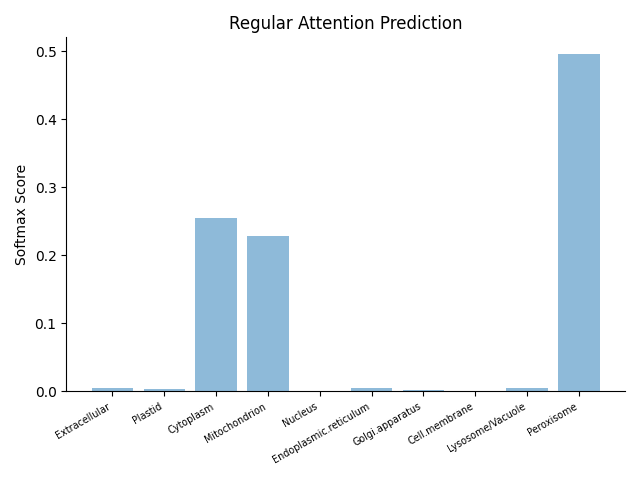 Regular Attention Prediction
Softmax Score
0.5
0.4
0.3
0.2
0.1
0.0
Extracellular
Plastid
Cytoplasm
Mitochondrion
Nucleus
Endoplasmic.reticulum
Golgi.apparatus
Cell.membrane
Lysosome/Vacuole
Peroxisome